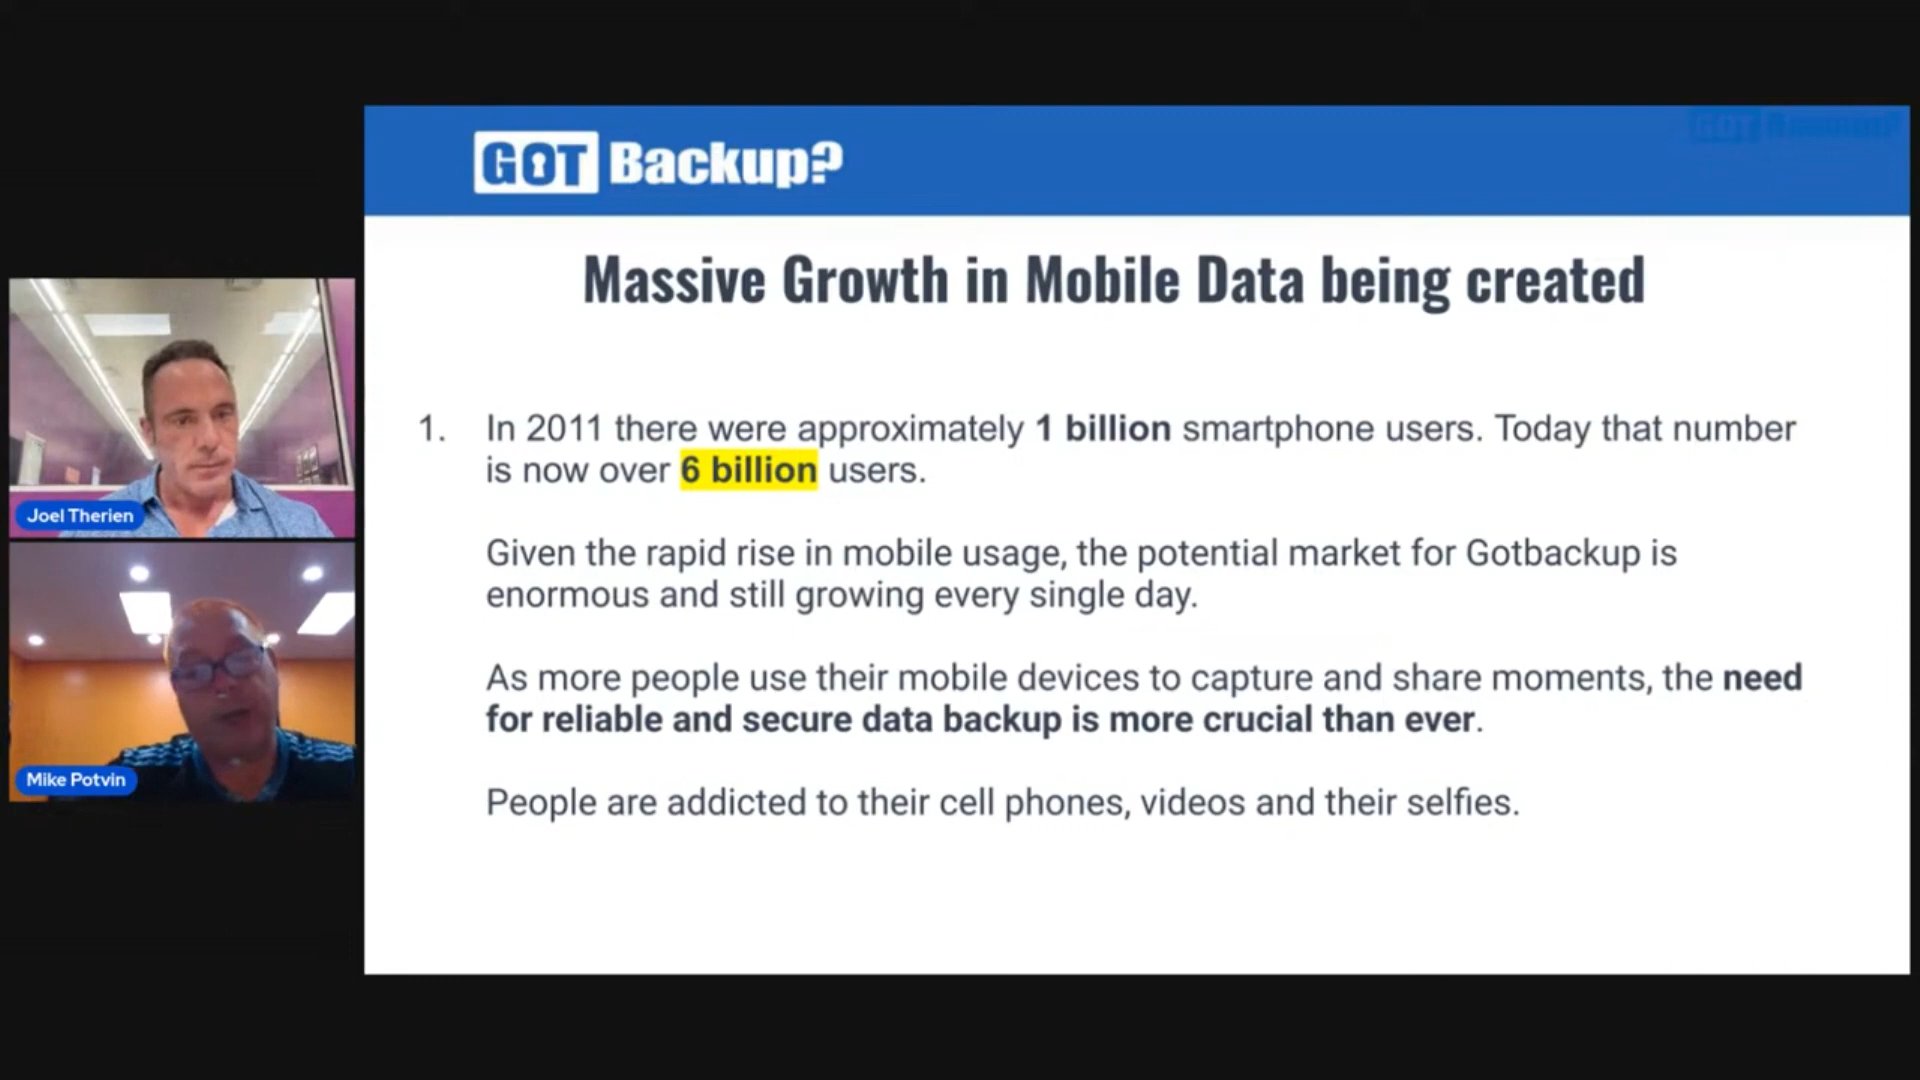 GOT Backup?
GOT Backup?
Massive Growth in Mobile Data being created
1. In 2011 there were approximately 1 billion smartphone users. Today that number
is now over 6 billion users.
Given the rapid rise in mobile usage, the potential market for Gotbackup is
enormous and still growing every single day.
As more people use their mobile devices to capture and share moments, the need
for reliable and secure data backup is more crucial than ever.
People are addicted to their cell phones, videos and their selfies.
Joel Therien
Mike Potvin